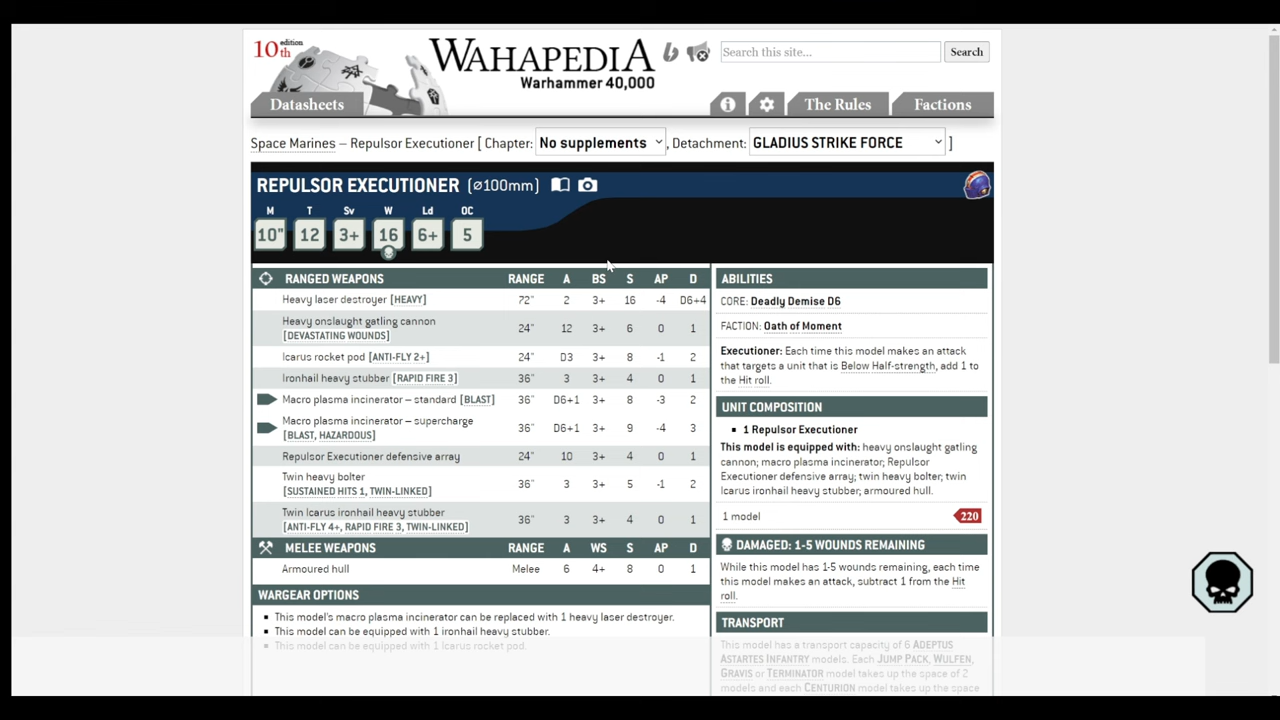 10th edition
WAHAPEDIA
Warhammer 40,000
Search this site...
Search
Datasheets
The Rules
Factions
Space Marines – Repulsor Executioner [ Chapter: No supplements , Detachment: GLADIUS STRIKE FORCE ]
REPULSOR EXECUTIONER (⌀100mm)
M T Sv W Ld OC
10" 12 3+ 16 6+ 5
RANGED WEAPONS RANGE A BS S AP D
Heavy laser destroyer [HEAVY] 72" 2 3+ 16 -4 D6+4
Heavy onslaught gatling cannon
[DEVASTATING WOUNDS] 24" 12 3+ 6 0 1
Icarus rocket pod [ANTI-FLY 2+] 24" D3 3+ 8 -1 2
Ironhail heavy stubber [RAPID FIRE 3] 36" 3 3+ 4 0 1
Macro plasma incinerator – standard [BLAST] 36" D6+1 3+ 8 -3 2
Macro plasma incinerator – supercharge
[BLAST, HAZARDOUS] 36" D6+1 3+ 9 -4 3
Repulsor Executioner defensive array 24" 10 3+ 4 0 1
Twin heavy bolter
[SUSTAINED HITS 1, TWIN-LINKED] 36" 3 3+ 5 -1 2
Twin Icarus ironhail heavy stubber
[ANTI-FLY 4+, RAPID FIRE 3, TWIN-LINKED] 36" 3 3+ 4 0 1
MELEE WEAPONS RANGE A WS S AP D
Armoured hull Melee 6 4+ 8 0 1
WARGEAR OPTIONS
This model's macro plasma incinerator can be replaced with 1 heavy laser destroyer.
This model can be equipped with 1 ironhail heavy stubber.
This model can be equipped with 1 icarus rocket pod.
ABILITIES
CORE: Deadly Demise D6
FACTION: Oath of Moment
Executioner: Each time this model makes an attack
that targets a unit that is Below Half-strength, add 1 to
the Hit roll.
UNIT COMPOSITION
1 Repulsor Executioner
This model is equipped with: heavy onslaught gatling
cannon; macro plasma incinerator; Repulsor
Executioner defensive array; twin heavy bolter; twin
Icarus ironhail heavy stubber; armoured hull.
1 model 220
DAMAGED: 1-5 WOUNDS REMAINING
While this model has 1-5 wounds remaining, each time
this model makes an attack, subtract 1 from the Hit
roll.
TRANSPORT
This model has a transport capacity of 6 ADEPTUS
ASTARTES INFANTRY models. Each JUMP PACK, WULFEN,
GRAVIS or TERMINATOR model takes up the space of 2
models and each CENTURION model takes up the space